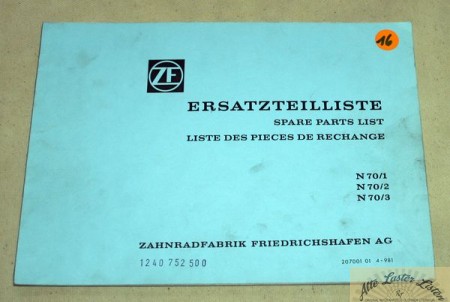 16
ZF
ERSATZTEILLISTE
SPARE PARTS LIST
LISTE DES PIECES DE RECHANGE
N 70/1
N 70/2
N 70/3
ZAHNRADFABRIK FRIEDRICHSHAFEN AG
1240 752 500
Alte Laster Listen